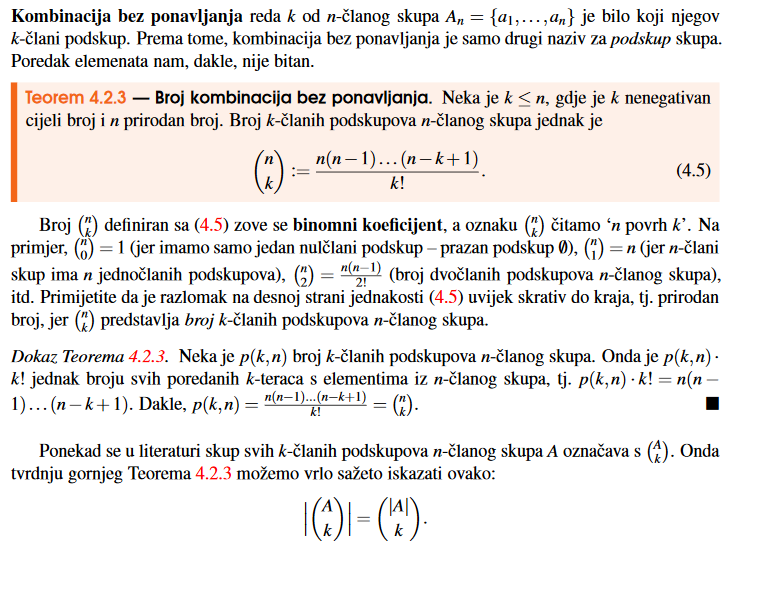 Kombinacija bez ponavljanja reda k od n-članog skupa Aₙ = {a₁,…,aₙ} je bilo koji njegov
k-člani podskup. Prema tome, kombinacija bez ponavljanja je samo drugi naziv za podskup skupa.
Poredak elemenata nam, dakle, nije bitan.
Teorem 4.2.3 — Broj kombinacija bez ponavljanja. Neka je k ≤ n, gdje je k nenegativan
cijeli broj i n prirodan broj. Broj k-članih podskupova n-članog skupa jednak je
(n k) := n(n−1)…(n−k+1) / k! . (4.5)
Broj (n k) definiran sa (4.5) zove se binomni koeficijent, a oznaku (n k) čitamo ‘n povrh k’. Na
primjer, (n 0) = 1 (jer imamo samo jedan nulčlani podskup – prazan podskup ∅), (n 1) = n (jer n-člani
skup ima n jednočlanih podskupova), (n 2) = n(n−1)/2! (broj dvočlanih podskupova n-članog skupa),
itd. Primijetite da je razlomak na desnoj strani jednakosti (4.5) uvijek skrativ do kraja, tj. prirodan
broj, jer (n k) predstavlja broj k-članih podskupova n-članog skupa.
Dokaz Teorema 4.2.3. Neka je p(k,n) broj k-članih podskupova n-članog skupa. Onda je p(k,n) ·
k! jednak broju svih poredanih k-teraca s elementima iz n-članog skupa, tj. p(k,n) · k! = n(n −
1)…(n−k+1). Dakle, p(k,n) = n(n−1)…(n−k+1)/k! = (n k). ■
Ponekad se u literaturi skup svih k-članih podskupova n-članog skupa A označava s (A k). Onda
tvrdnju gornjeg Teorema 4.2.3 možemo vrlo sažeto iskazati ovako:
|(A k)| = (|A| k).